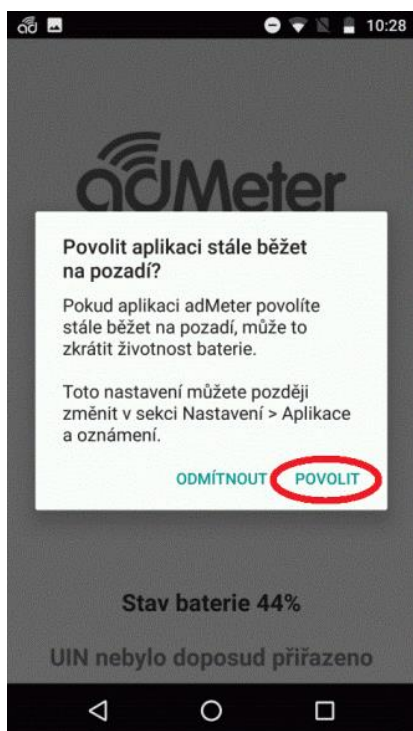 ad
10:28
adMeter
Povolit aplikaci stále běžet
na pozadí?
Pokud aplikaci adMeter povolíte
stále běžet na pozadí, může to
zkrátit životnost baterie.
Toto nastavení můžete později
změnit v sekci Nastavení > Aplikace
a oznámení.
ODMÍTNOUT POVOLIT
Stav baterie 44%
UIN nebylo doposud přiřazeno